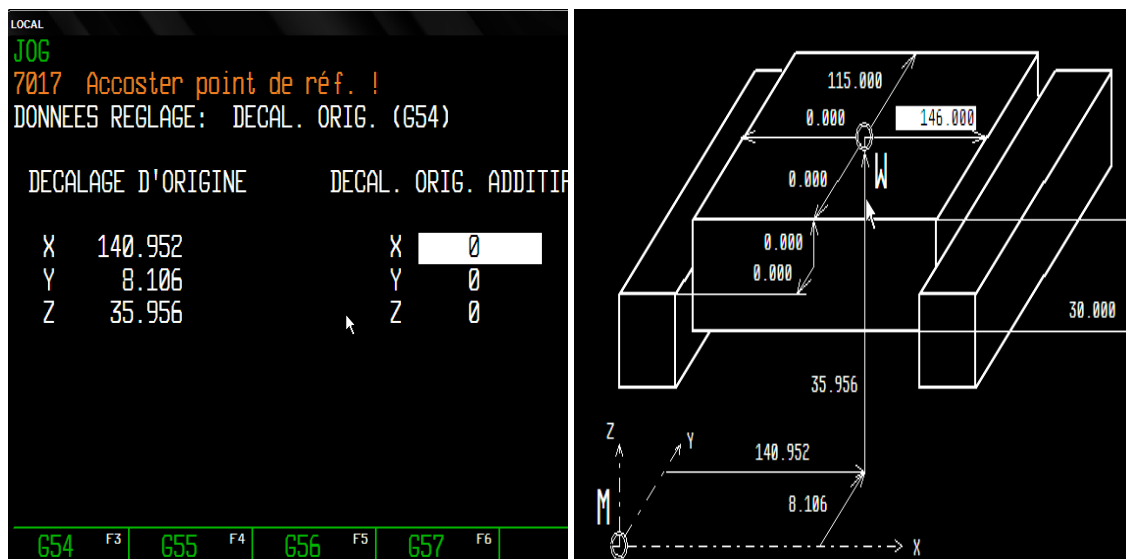 LOCAL
JOG
7017 Accoster point de réf. !
DONNEES REGLAGE: DECAL. ORIG. (G54)
DECALAGE D'ORIGINE DECAL. ORIG. ADDITIF
X 140.952 X 0
Y 8.106 Y 0
Z 35.956 Z 0
G54 F3 G55 F4 G56 F5 G57 F6
115.000
0.000 146.000
W
0.000
0.000
0.000
30.000
35.956
Z Y
140.952
M 8.106
X